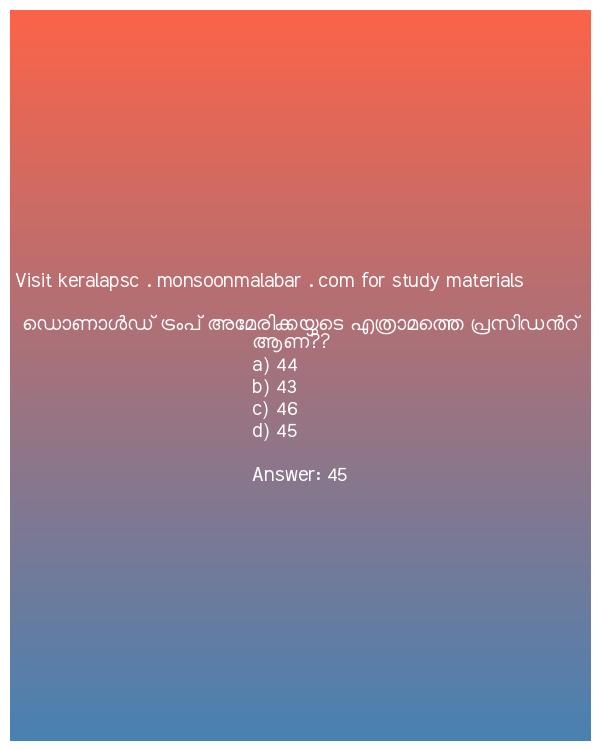 Visit keralapsc . monsoonmalabar . com for study materials
ഡൊണാൾഡ് ട്രംപ് അമേരിക്കയുടെ എത്രാമത്തെ പ്രസിഡൻറ്
ആണ്??
a) 44
b) 43
c) 46
d) 45
Answer: 45